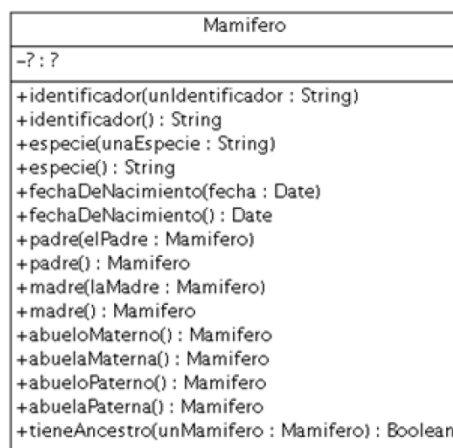 Mamifero
-? : ?
+identificador(unIdentificador : String)
+identificador() : String
+especie(unaEspecie : String)
+especie() : String
+fechaDeNacimiento(fecha : Date)
+fechaDeNacimiento() : Date
+padre(elPadre : Mamifero)
+padre() : Mamifero
+madre(laMadre : Mamifero)
+madre() : Mamifero
+abueloMaterno() : Mamifero
+abuelaMaterna() : Mamifero
+abueloPaterno() : Mamifero
+abuelaPaterna() : Mamifero
+tieneAncestro(unMamifero : Mamifero) : Boolean